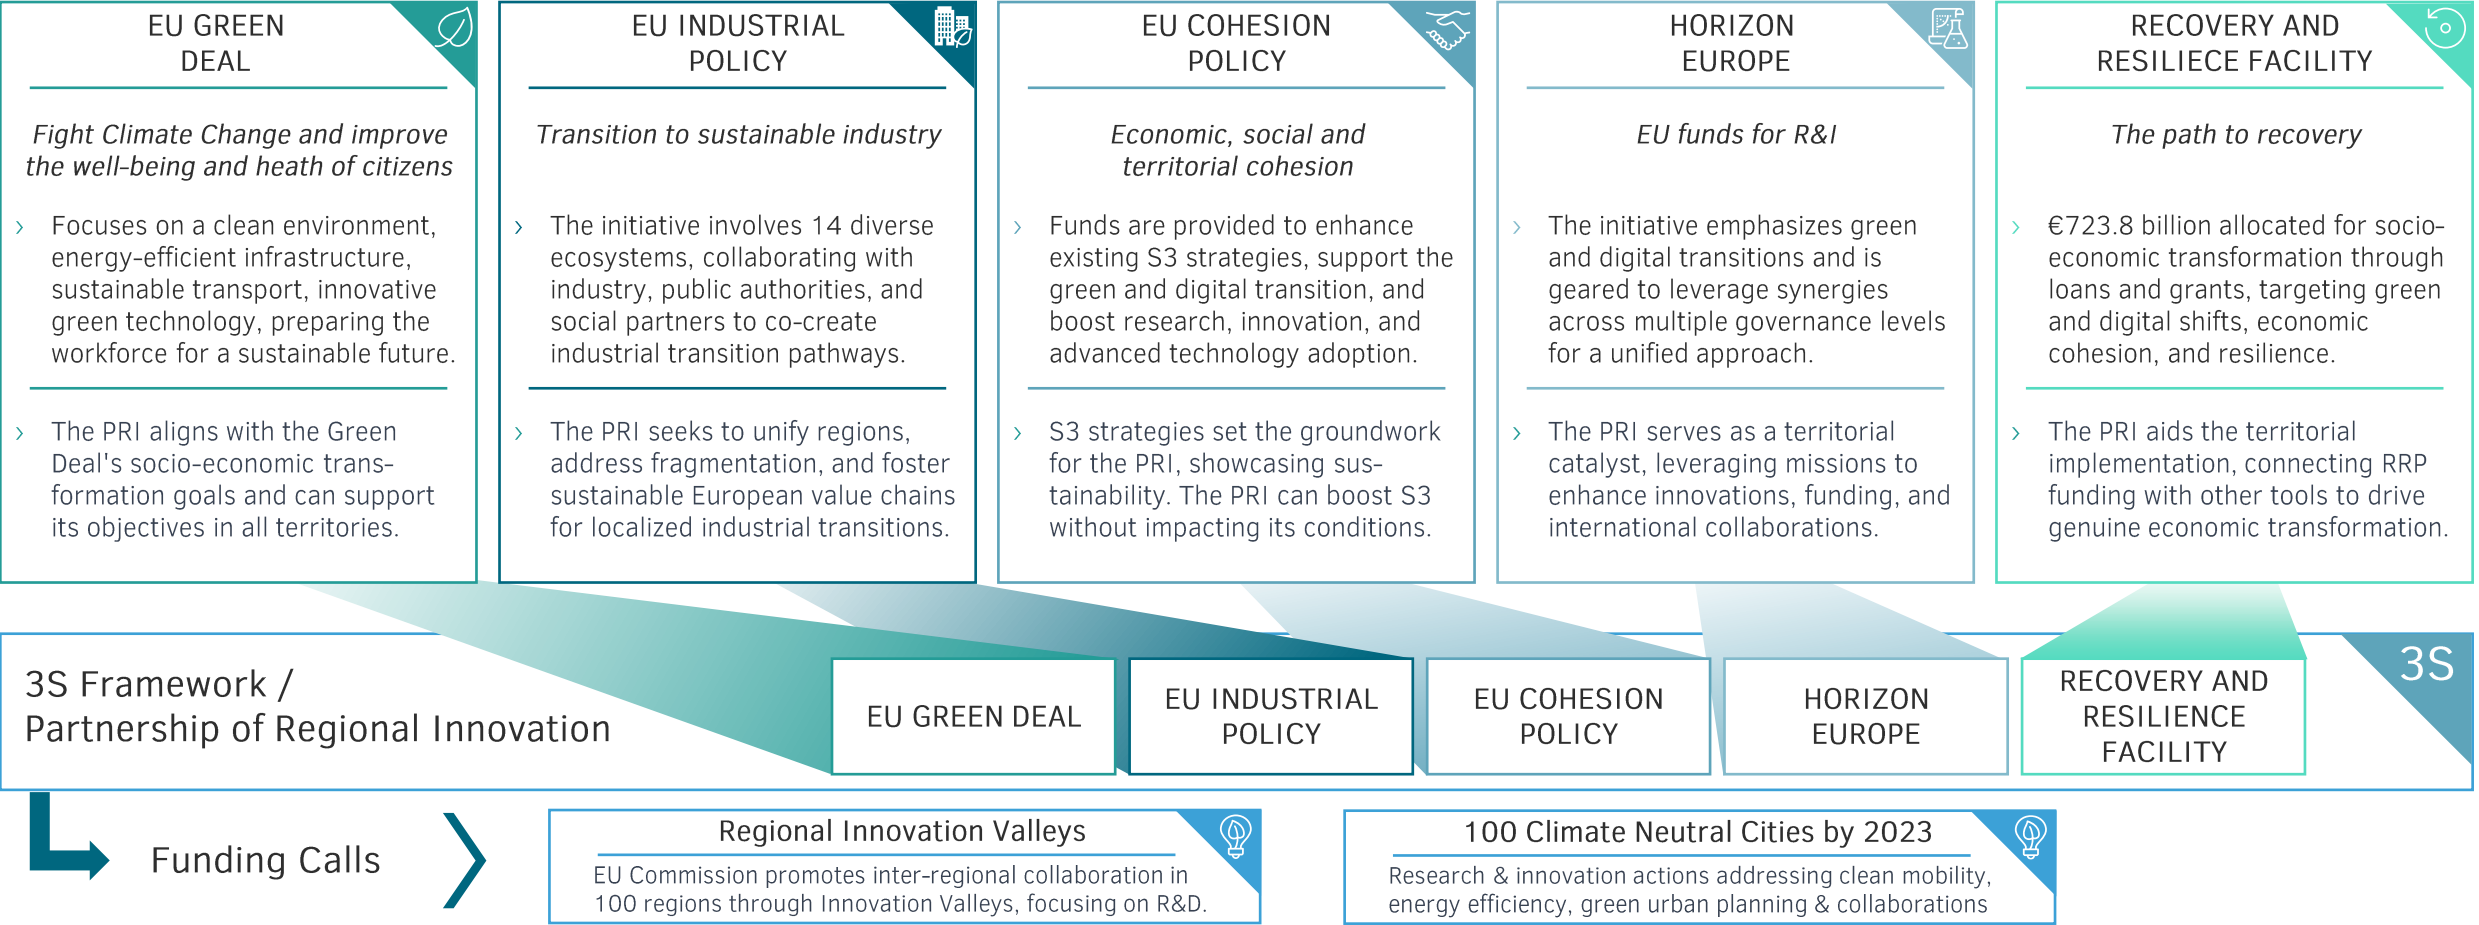 EU GREEN
DEAL
Fight Climate Change and improve
the well-being and heath of citizens
Focuses on a clean environment,
energy-efficient infrastructure,
sustainable transport, innovative
green technology, preparing the
workforce for a sustainable future.
The PRI aligns with the Green
Deal's socio-economic trans-
formation goals and can support
its objectives in all territories.
EU INDUSTRIAL
POLICY
Transition to sustainable industry
The initiative involves 14 diverse
ecosystems, collaborating with
industry, public authorities, and
social partners to co-create
industrial transition pathways.
The PRI seeks to unify regions,
address fragmentation, and foster
sustainable European value chains
for localized industrial transitions.
EU COHESION
POLICY
Economic, social and
territorial cohesion
Funds are provided to enhance
existing S3 strategies, support the
green and digital transition, and
boost research, innovation, and
advanced technology adoption.
S3 strategies set the groundwork
for the PRI, showcasing sus-
tainability. The PRI can boost S3
without impacting its conditions.
HORIZON
EUROPE
EU funds for R&I
The initiative emphasizes green
and digital transitions and is
geared to leverage synergies
across multiple governance levels
for a unified approach.
The PRI serves as a territorial
catalyst, leveraging missions to
enhance innovations, funding, and
international collaborations.
RECOVERY AND
RESILIECE FACILITY
The path to recovery
€723.8 billion allocated for socio-
economic transformation through
loans and grants, targeting green
and digital shifts, economic
cohesion, and resilience.
The PRI aids the territorial
implementation, connecting RRP
funding with other tools to drive
genuine economic transformation.
3S Framework /
Partnership of Regional Innovation
EU GREEN DEAL
EU INDUSTRIAL
POLICY
EU COHESION
POLICY
HORIZON
EUROPE
RECOVERY AND
RESILIENCE
FACILITY
3S
Funding Calls
Regional Innovation Valleys
EU Commission promotes inter-regional collaboration in
100 regions through Innovation Valleys, focusing on R&D.
100 Climate Neutral Cities by 2023
Research & innovation actions addressing clean mobility,
energy efficiency, green urban planning & collaborations